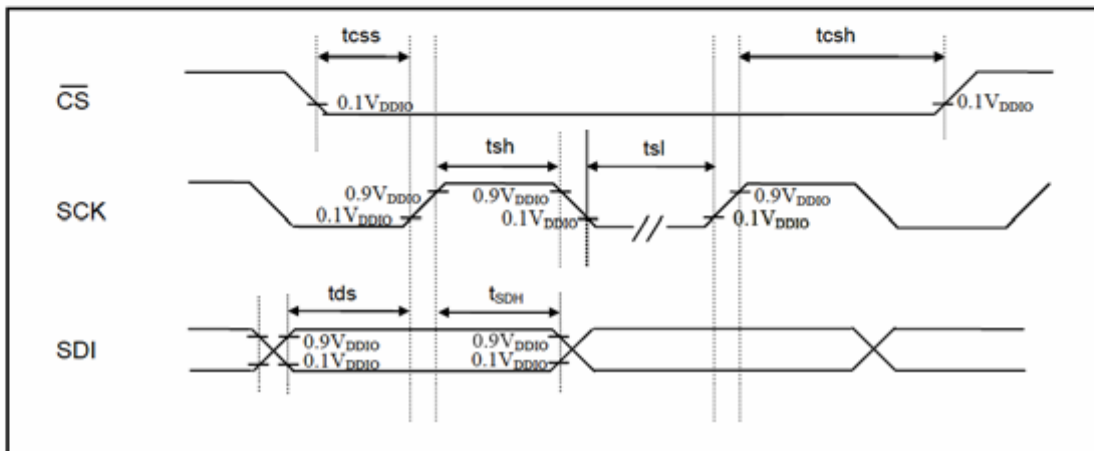 tcss
tcsh
CS
0.1VDDIO
0.1VDDIO
tsh
tsl
SCK
0.9VDDIO
0.9VDDIO
0.9VDDIO
0.1VDDIO
0.1VDDIO
0.1VDDIO
tds
tSDH
SDI
0.9VDDIO
0.9VDDIO
0.1VDDIO
0.1VDDIO